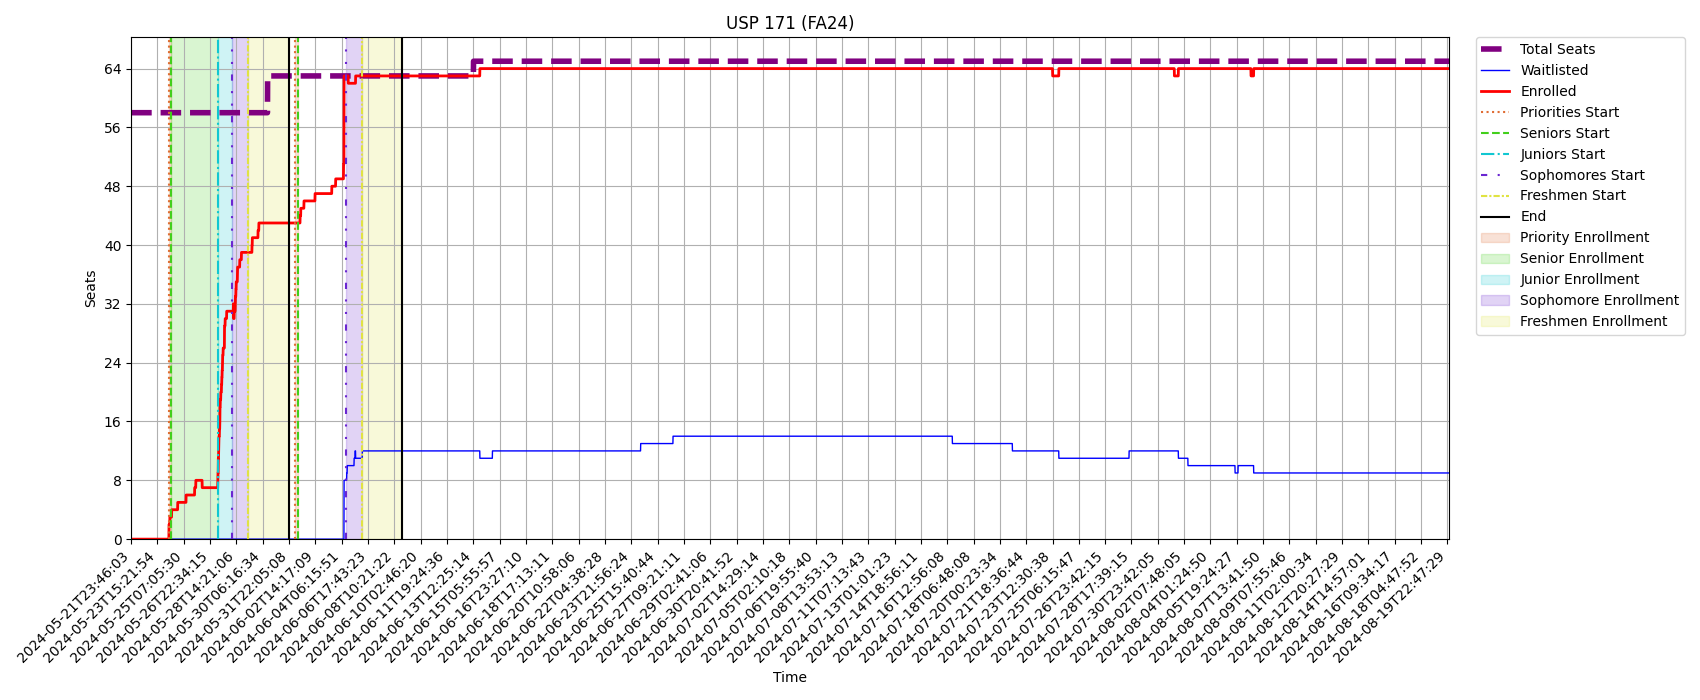 USP 171 (FA24)
Seats
64
56
48
40
32
24
16
8
0
2024-05-21T23:46:03
2024-05-23T15:21:54
2024-05-25T07:05:30
2024-05-26T22:34:15
2024-05-28T14:21:06
2024-05-30T06:16:34
2024-05-31T22:05:08
2024-06-02T14:17:09
2024-06-04T06:15:51
2024-06-06T17:43:23
2024-06-08T10:21:22
2024-06-10T02:46:20
2024-06-11T19:24:36
2024-06-13T12:25:14
2024-06-15T05:55:57
2024-06-16T23:27:10
2024-06-18T17:13:11
2024-06-20T10:58:06
2024-06-22T04:38:28
2024-06-23T21:56:24
2024-06-25T15:40:44
2024-06-27T09:21:11
2024-06-29T02:41:06
2024-06-30T20:41:52
2024-07-02T14:29:14
2024-07-05T02:10:18
2024-07-06T19:55:40
2024-07-08T13:53:13
2024-07-11T07:13:43
2024-07-13T01:01:23
2024-07-14T18:56:11
2024-07-16T12:56:08
2024-07-18T06:48:08
2024-07-20T00:23:34
2024-07-21T18:36:44
2024-07-23T12:30:38
2024-07-25T06:15:47
2024-07-26T23:42:15
2024-07-28T17:39:15
2024-07-30T23:42:05
2024-08-02T07:48:05
2024-08-04T01:24:50
2024-08-05T19:24:27
2024-08-07T13:41:50
2024-08-09T07:55:46
2024-08-11T02:00:34
2024-08-12T20:27:29
2024-08-14T14:57:01
2024-08-16T09:34:17
2024-08-18T04:47:52
2024-08-19T22:47:29
Time
Total Seats
Waitlisted
Enrolled
Priorities Start
Seniors Start
Juniors Start
Sophomores Start
Freshmen Start
End
Priority Enrollment
Senior Enrollment
Junior Enrollment
Sophomore Enrollment
Freshmen Enrollment